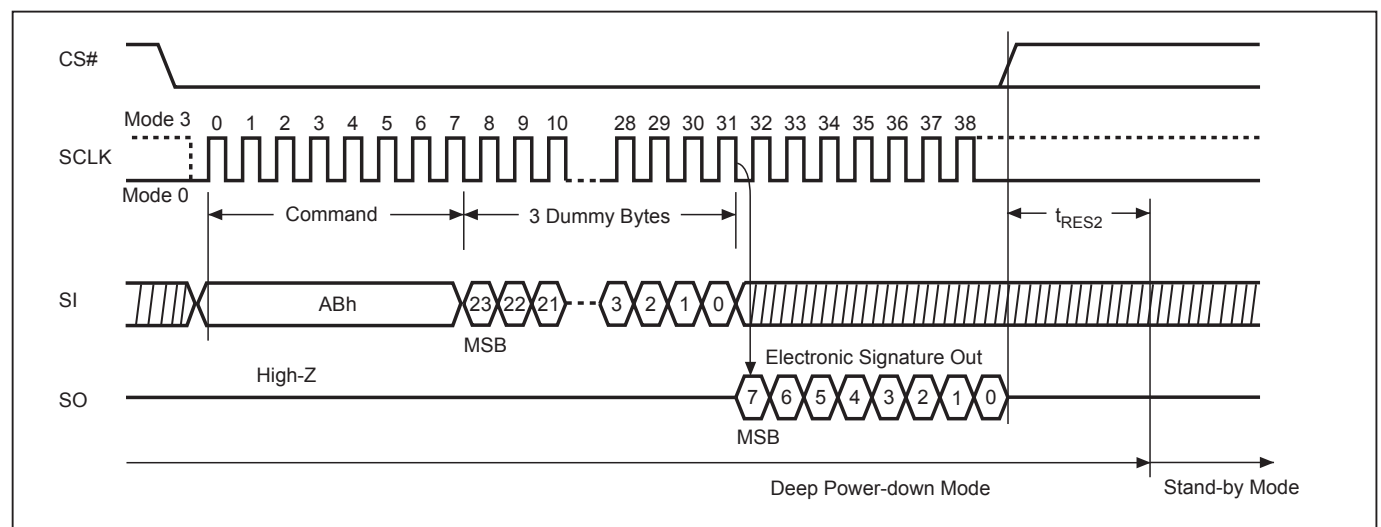 CS#
Mode 3 0 1 2 3 4 5 6 7 8 9 10 28 29 30 31 32 33 34 35 36 37 38
SCLK
Mode 0
Command 3 Dummy Bytes tRES2
SI ABh 23 22 21 3 2 1 0
MSB
High-Z Electronic Signature Out
SO 7 6 5 4 3 2 1 0
MSB
Deep Power-down Mode Stand-by Mode